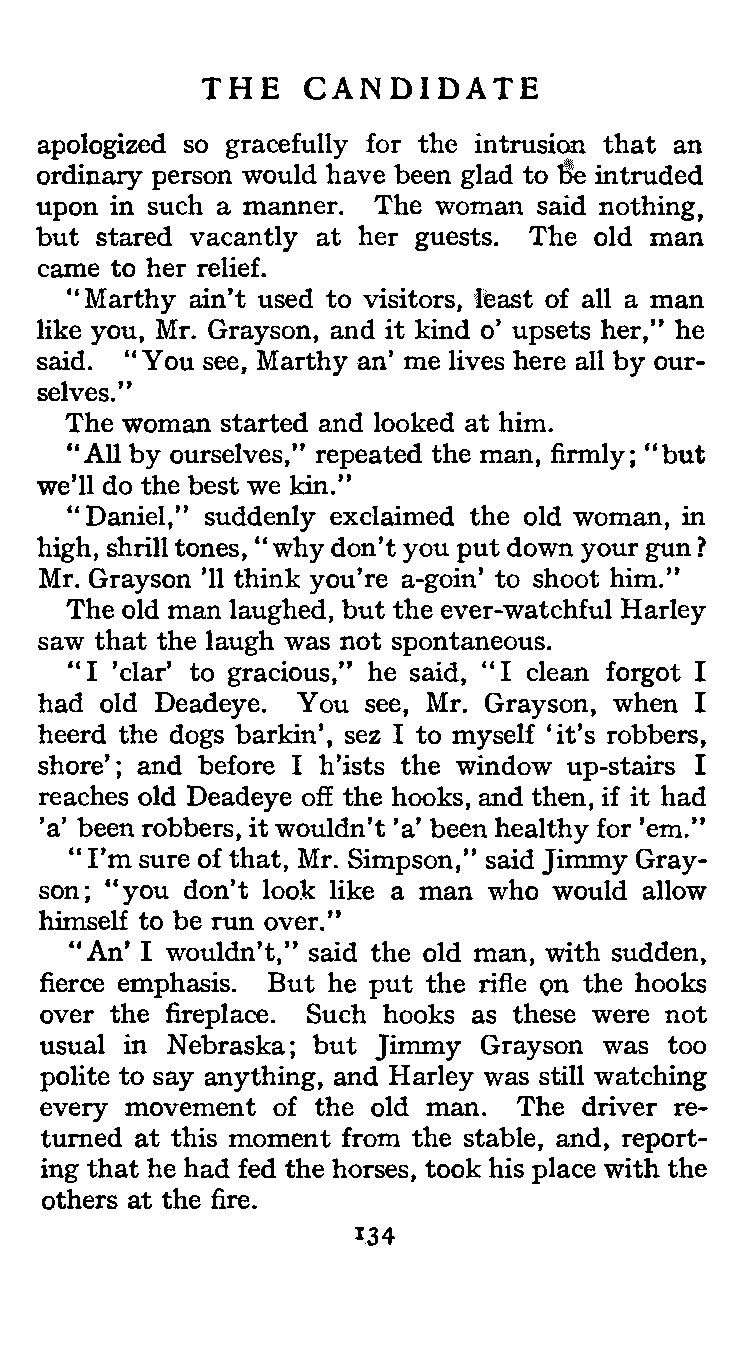 THE CANDIDATE
apologized so gracefully for the intrusion that an
ordinary person would have been glad to be intruded
upon in such a manner. The woman said nothing,
but stared vacantly at her guests. The old man
came to her relief.
"Marthy ain't used to visitors, least of all a man
like you, Mr. Grayson, and it kind o' upsets her," he
said. "You see, Marthy an' me lives here all by our-
selves."
The woman started and looked at him.
"All by ourselves," repeated the man, firmly; "but
we'll do the best we kin."
"Daniel," suddenly exclaimed the old woman, in
high, shrill tones, "why don't you put down your gun?
Mr. Grayson 'll think you're a-goin' to shoot him."
The old man laughed, but the ever-watchful Harley
saw that the laugh was not spontaneous.
"I 'clar' to gracious," he said, "I clean forgot I
had old Deadeye. You see, Mr. Grayson, when I
heerd the dogs barkin', sez I to myself 'it's robbers,
shore'; and before I h'ists the window up-stairs I
reaches old Deadeye off the hooks, and then, if it had
'a' been robbers, it wouldn't 'a' been healthy for 'em."
"I'm sure of that, Mr. Simpson," said Jimmy Gray-
son; "you don't look like a man who would allow
himself to be run over."
"An' I wouldn't," said the old man, with sudden,
fierce emphasis. But he put the rifle on the hooks
over the fireplace. Such hooks as these were not
usual in Nebraska; but Jimmy Grayson was too
polite to say anything, and Harley was still watching
every movement of the old man. The driver re-
turned at this moment from the stable, and, report-
ing that he had fed the horses, took his place with the
others at the fire.
134